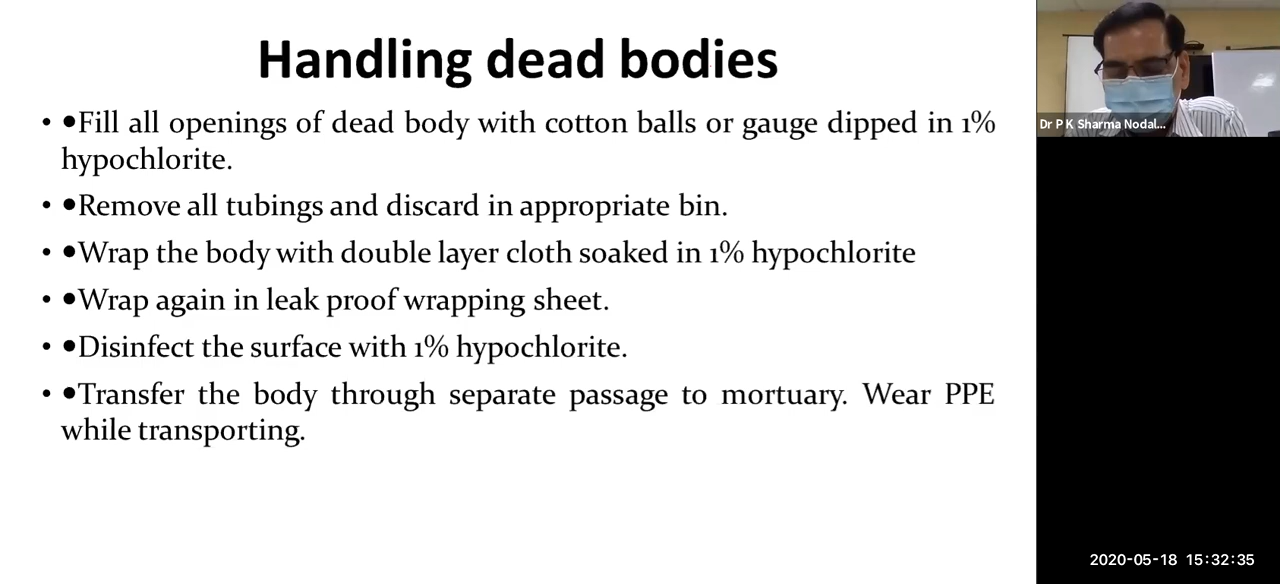 Handling dead bodies
• •Fill all openings of dead body with cotton balls or gauge dipped in 1%
hypochlorite.
• •Remove all tubings and discard in appropriate bin.
• •Wrap the body with double layer cloth soaked in 1% hypochlorite
• •Wrap again in leak proof wrapping sheet.
• •Disinfect the surface with 1% hypochlorite.
• •Transfer the body through separate passage to mortuary. Wear PPE
while transporting.
Dr P K Sharma Nodal...
2020-05-18 15:32:35